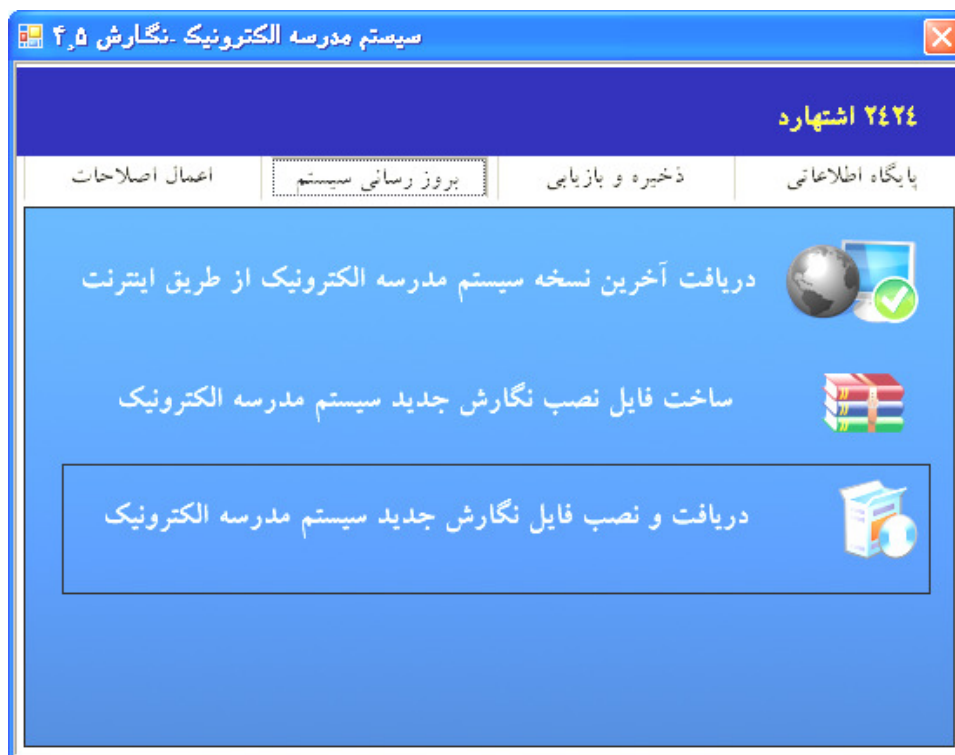 سیستم مدرسه الکترونیک -نگارش ۴٫۵
۲٤۲٤ اشتهارد
پایگاه اطلاعاتی ذخیره و بازیابی بروز رسانی سیستم اعمال اصلاحات
دریافت آخرین نسخه سیستم مدرسه الکترونیک از طریق اینترنت
ساخت فایل نصب نگارش جدید سیستم مدرسه الکترونیک
دریافت و نصب فایل نگارش جدید سیستم مدرسه الکترونیک